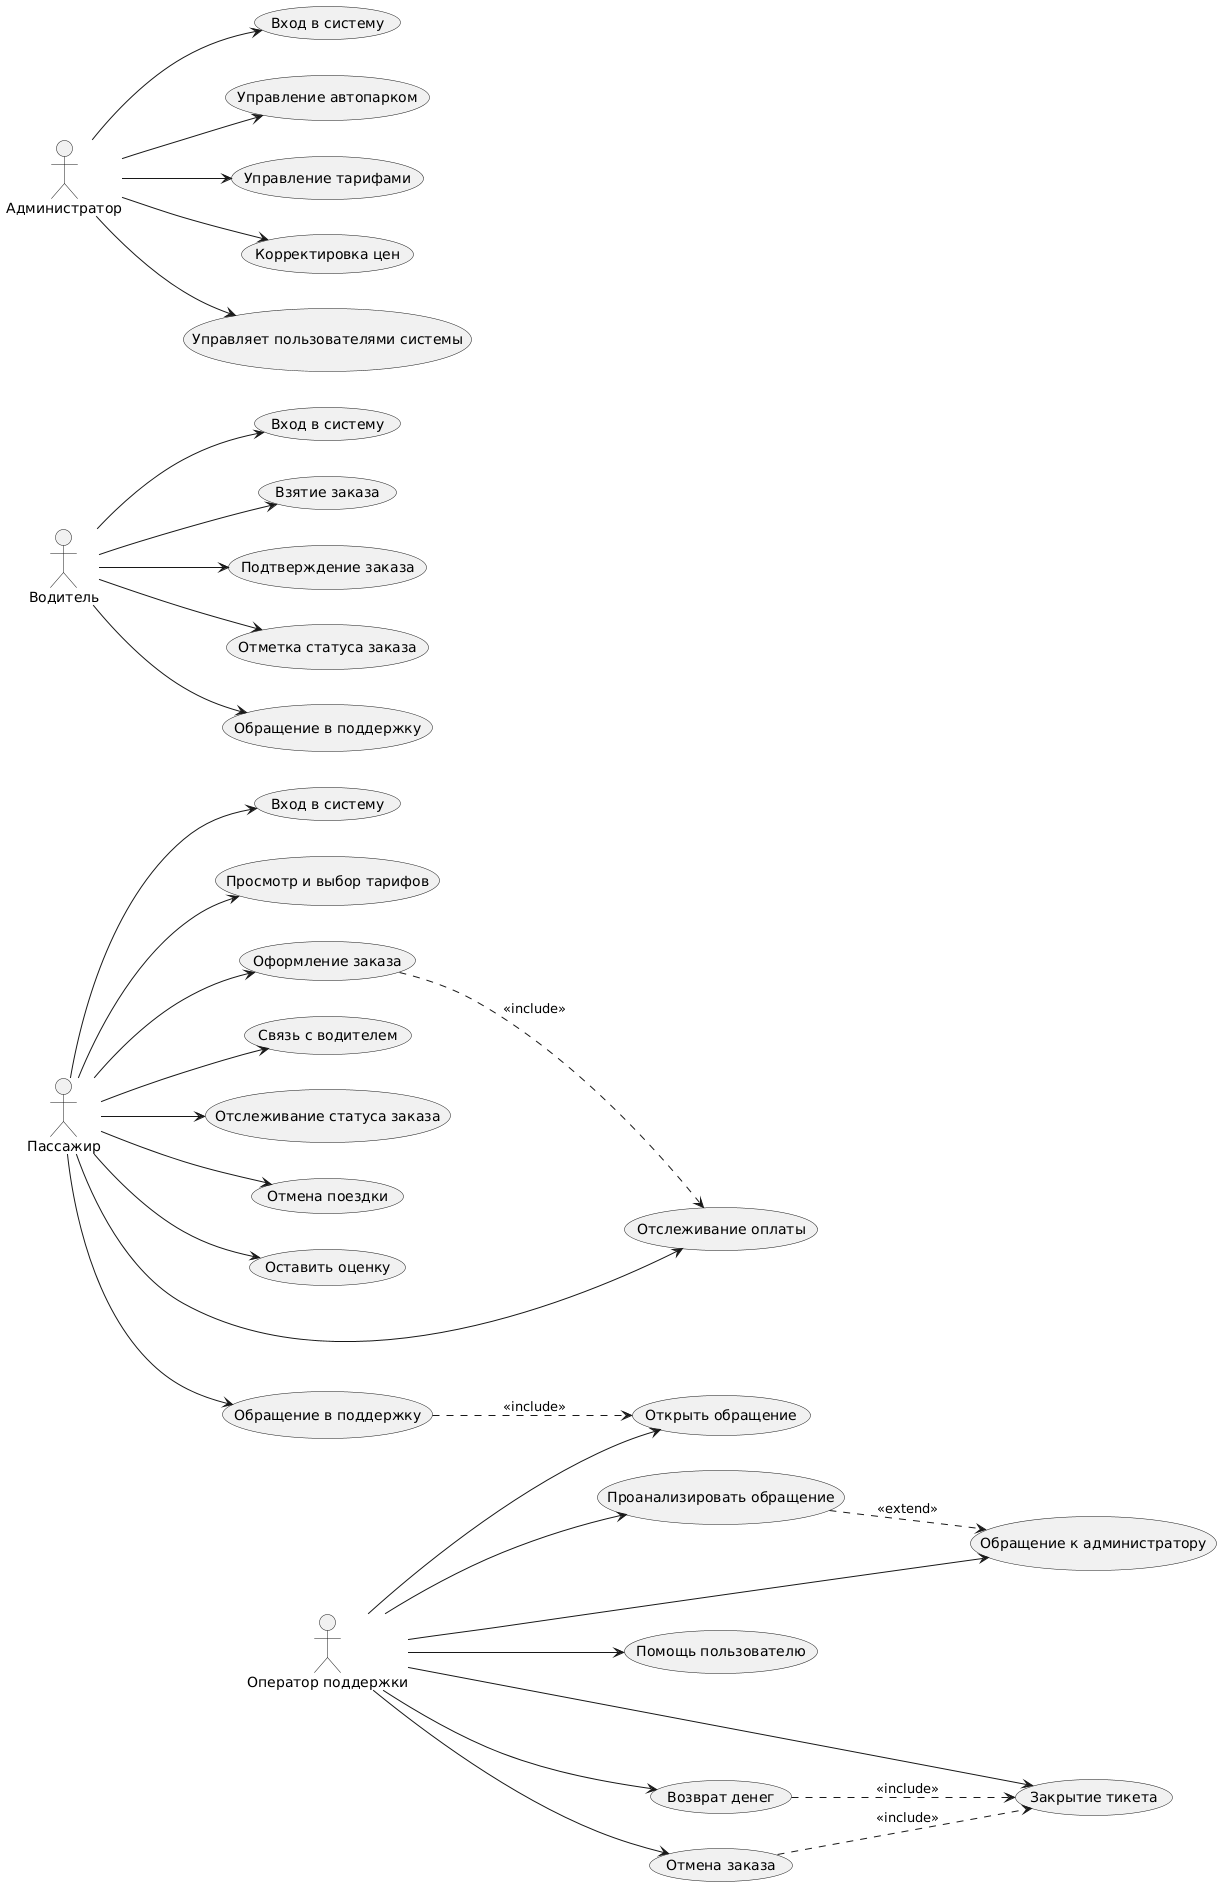 Вход в систему
Управление автопарком
Управление тарифами
Администратор
Корректировка цен
Управляет пользователями системы
Вход в систему
Взятие заказа
Подтверждение заказа
Водитель
Отметка статуса заказа
Обращение в поддержку
Вход в систему
Просмотр и выбор тарифов
Оформление заказа
«include»
Связь с водителем
Отслеживание статуса заказа
Пассажир
Отмена поездки
Отслеживание оплаты
Оставить оценку
Обращение в поддержку
«include»
Открыть обращение
Проанализировать обращение
«extend»
Обращение к администратору
Помощь пользователю
Оператор поддержки
Возврат денег
«include»
Закрытие тикета
«include»
Отмена заказа